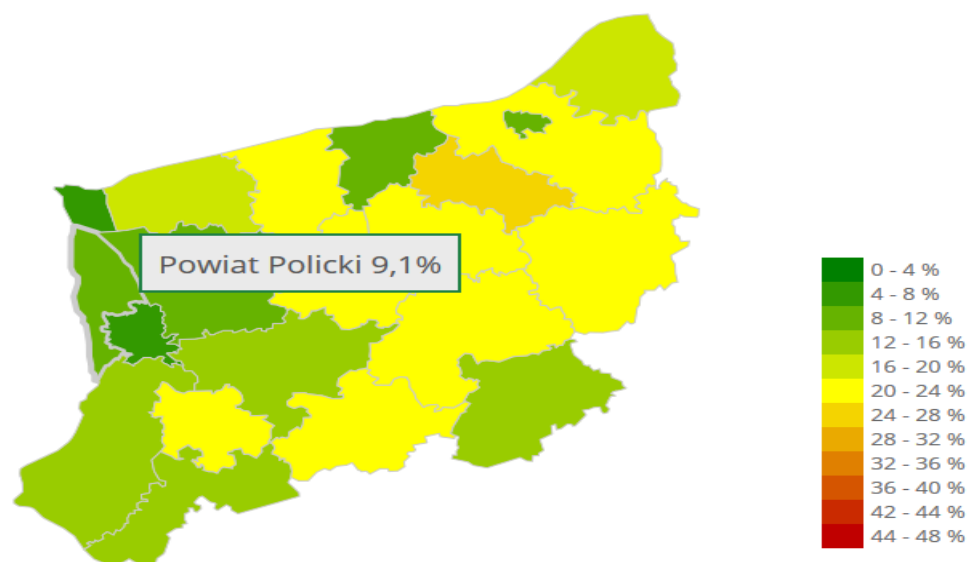 Powiat Policki 9,1%
0 - 4 %
4 - 8 %
8 - 12 %
12 - 16 %
16 - 20 %
20 - 24 %
24 - 28 %
28 - 32 %
32 - 36 %
36 - 40 %
42 - 44 %
44 - 48 %